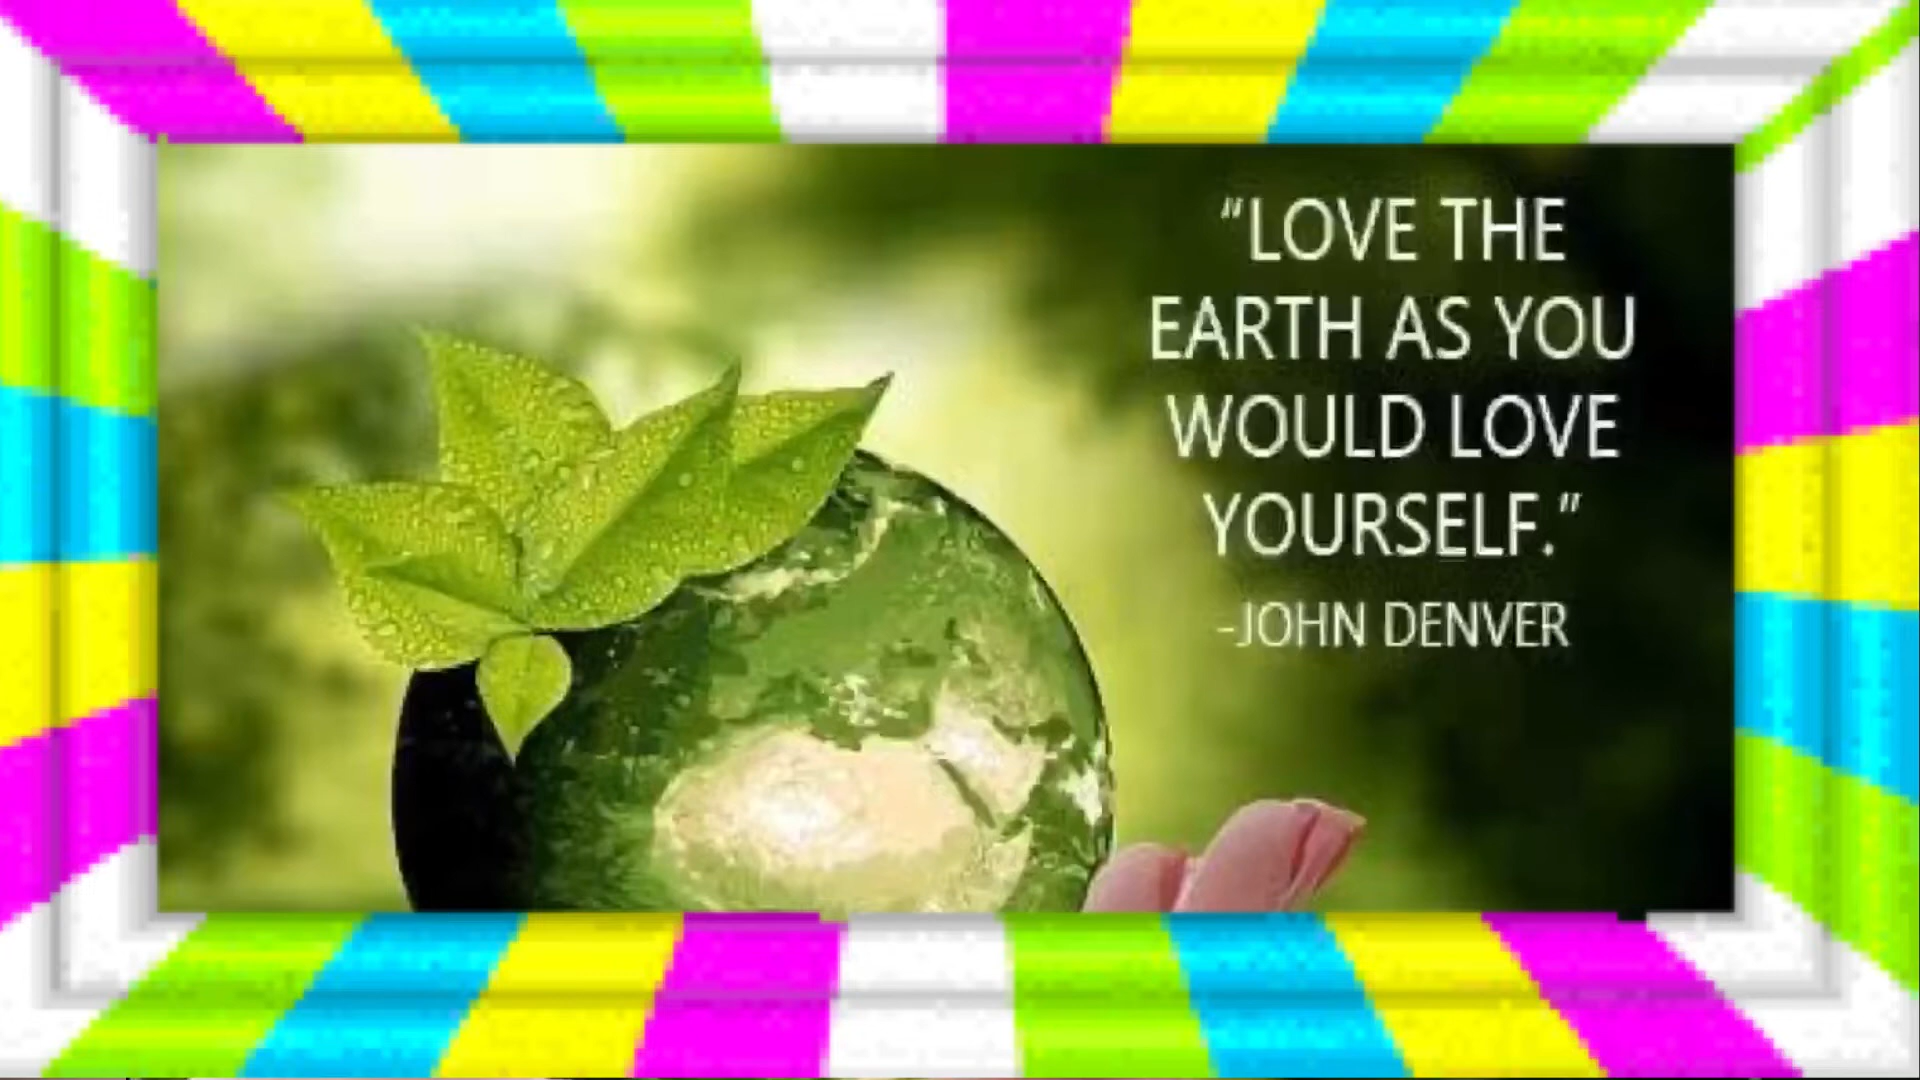 “LOVE THE
EARTH AS YOU
WOULD LOVE
YOURSELF.”
-JOHN DENVER